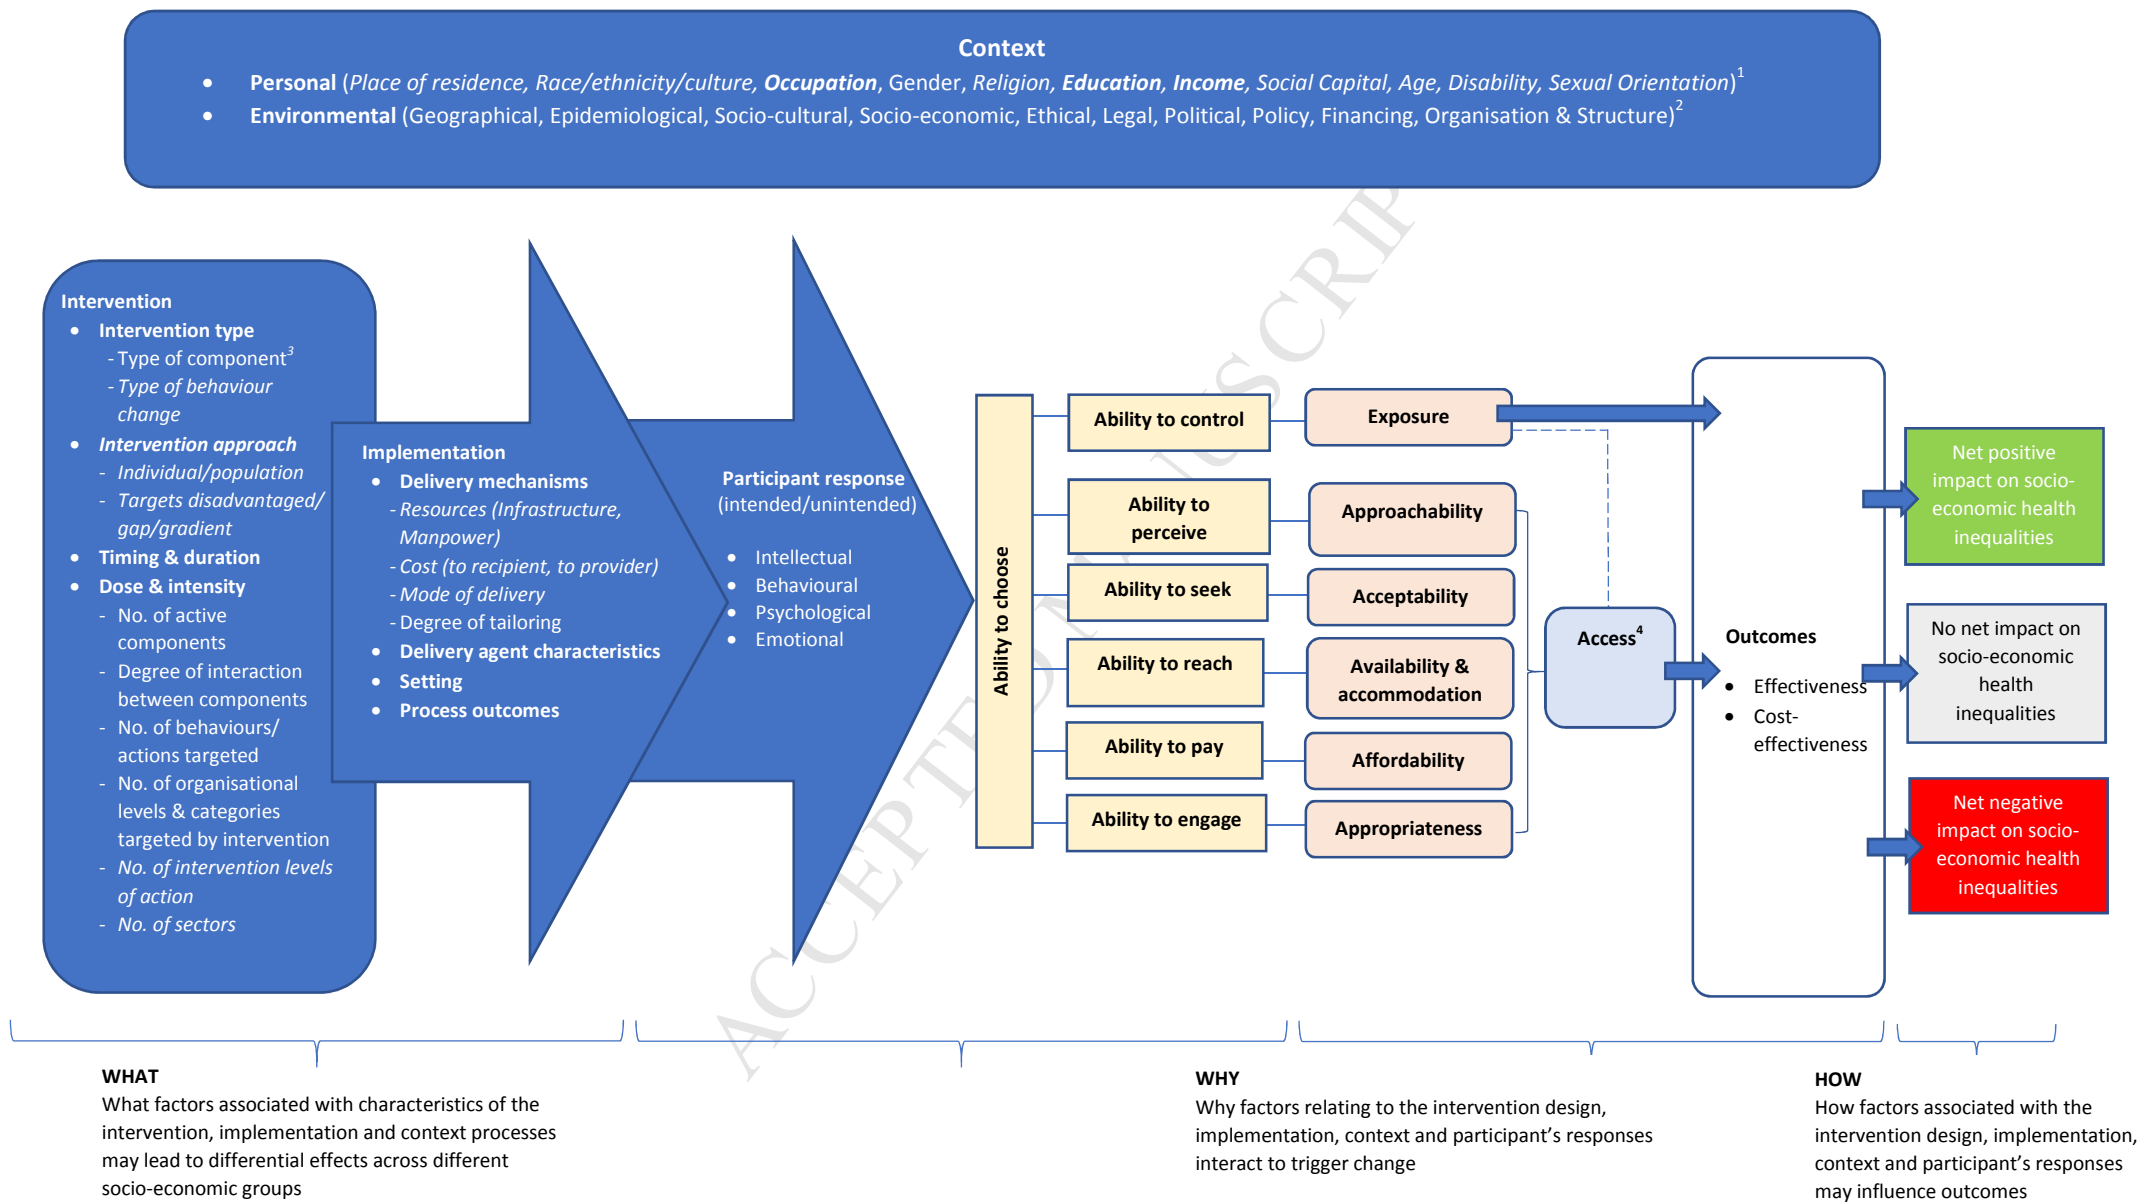 Context
• Personal (Place of residence, Race/ethnicity/culture, Occupation, Gender, Religion, Education, Income, Social Capital, Age, Disability, Sexual Orientation)1
• Environmental (Geographical, Epidemiological, Socio-cultural, Socio-economic, Ethical, Legal, Political, Policy, Financing, Organisation & Structure)2
Intervention
• Intervention type
- Type of component3
- Type of behaviour
change
• Intervention approach
- Individual/population
- Targets disadvantaged/
gap/gradient
• Timing & duration
• Dose & intensity
- No. of active
components
- Degree of interaction
between components
- No. of behaviours/
actions targeted
- No. of organisational
levels & categories
targeted by intervention
- No. of intervention levels
of action
- No. of sectors
Implementation
• Delivery mechanisms
- Resources (Infrastructure,
Manpower)
- Cost (to recipient, to provider)
- Mode of delivery
- Degree of tailoring
• Delivery agent characteristics
• Setting
• Process outcomes
Participant response
(intended/unintended)
• Intellectual
• Behavioural
• Psychological
• Emotional
Ability to choose
Ability to control
Ability to
perceive
Ability to seek
Ability to reach
Ability to pay
Ability to engage
Exposure
Approachability
Acceptability
Availability &
accommodation
Affordability
Appropriateness
Access4
Outcomes
• Effectiveness
• Cost-
effectiveness
Net positive
impact on socio-
economic health
inequalities
No net impact on
socio-economic
health
inequalities
Net negative
impact on socio-
economic health
inequalities
WHAT
What factors associated with characteristics of the
intervention, implementation and context processes
may lead to differential effects across different
socio-economic groups
WHY
Why factors relating to the intervention design,
implementation, context and participant's responses
interact to trigger change
HOW
How factors associated with the
intervention design, implementation,
context and participant's responses
may influence outcomes